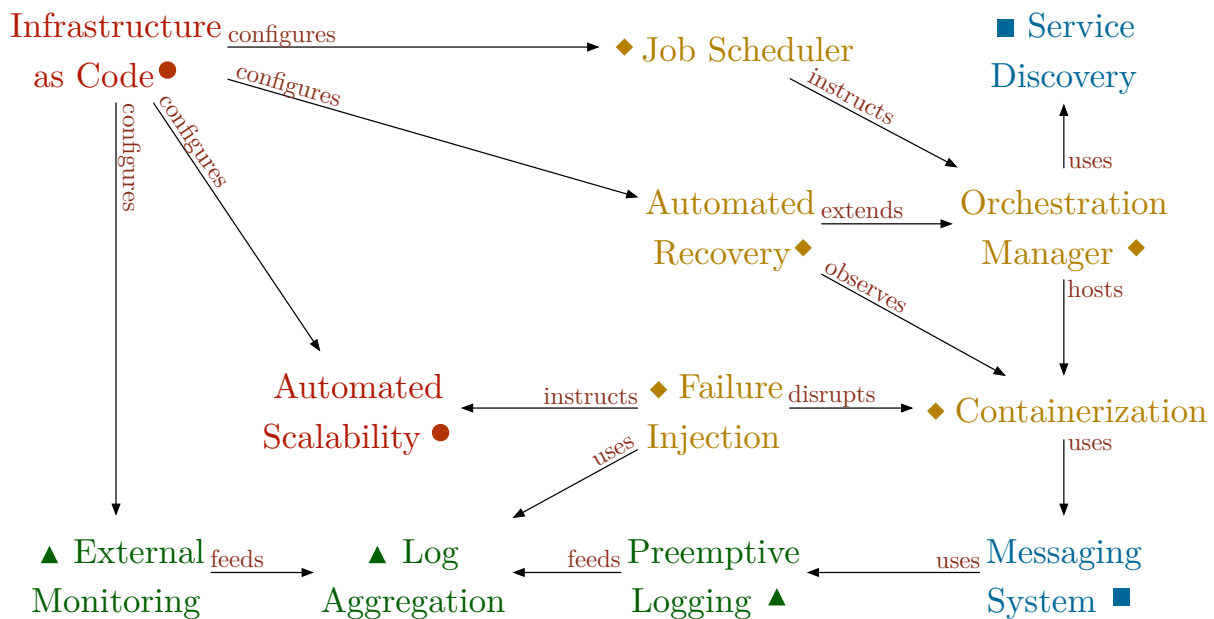 Infrastructure
as Code
configures
Job Scheduler
Service
Discovery
configures
configures
configures
instructs
uses
Automated
Recovery
extends
Orchestration
Manager
observes
hosts
Automated
Scalability
instructs
Failure
Injection
disrupts
Containerization
uses
uses
External
Monitoring
feeds
Log
Aggregation
feeds
Preemptive
Logging
uses
Messaging
System